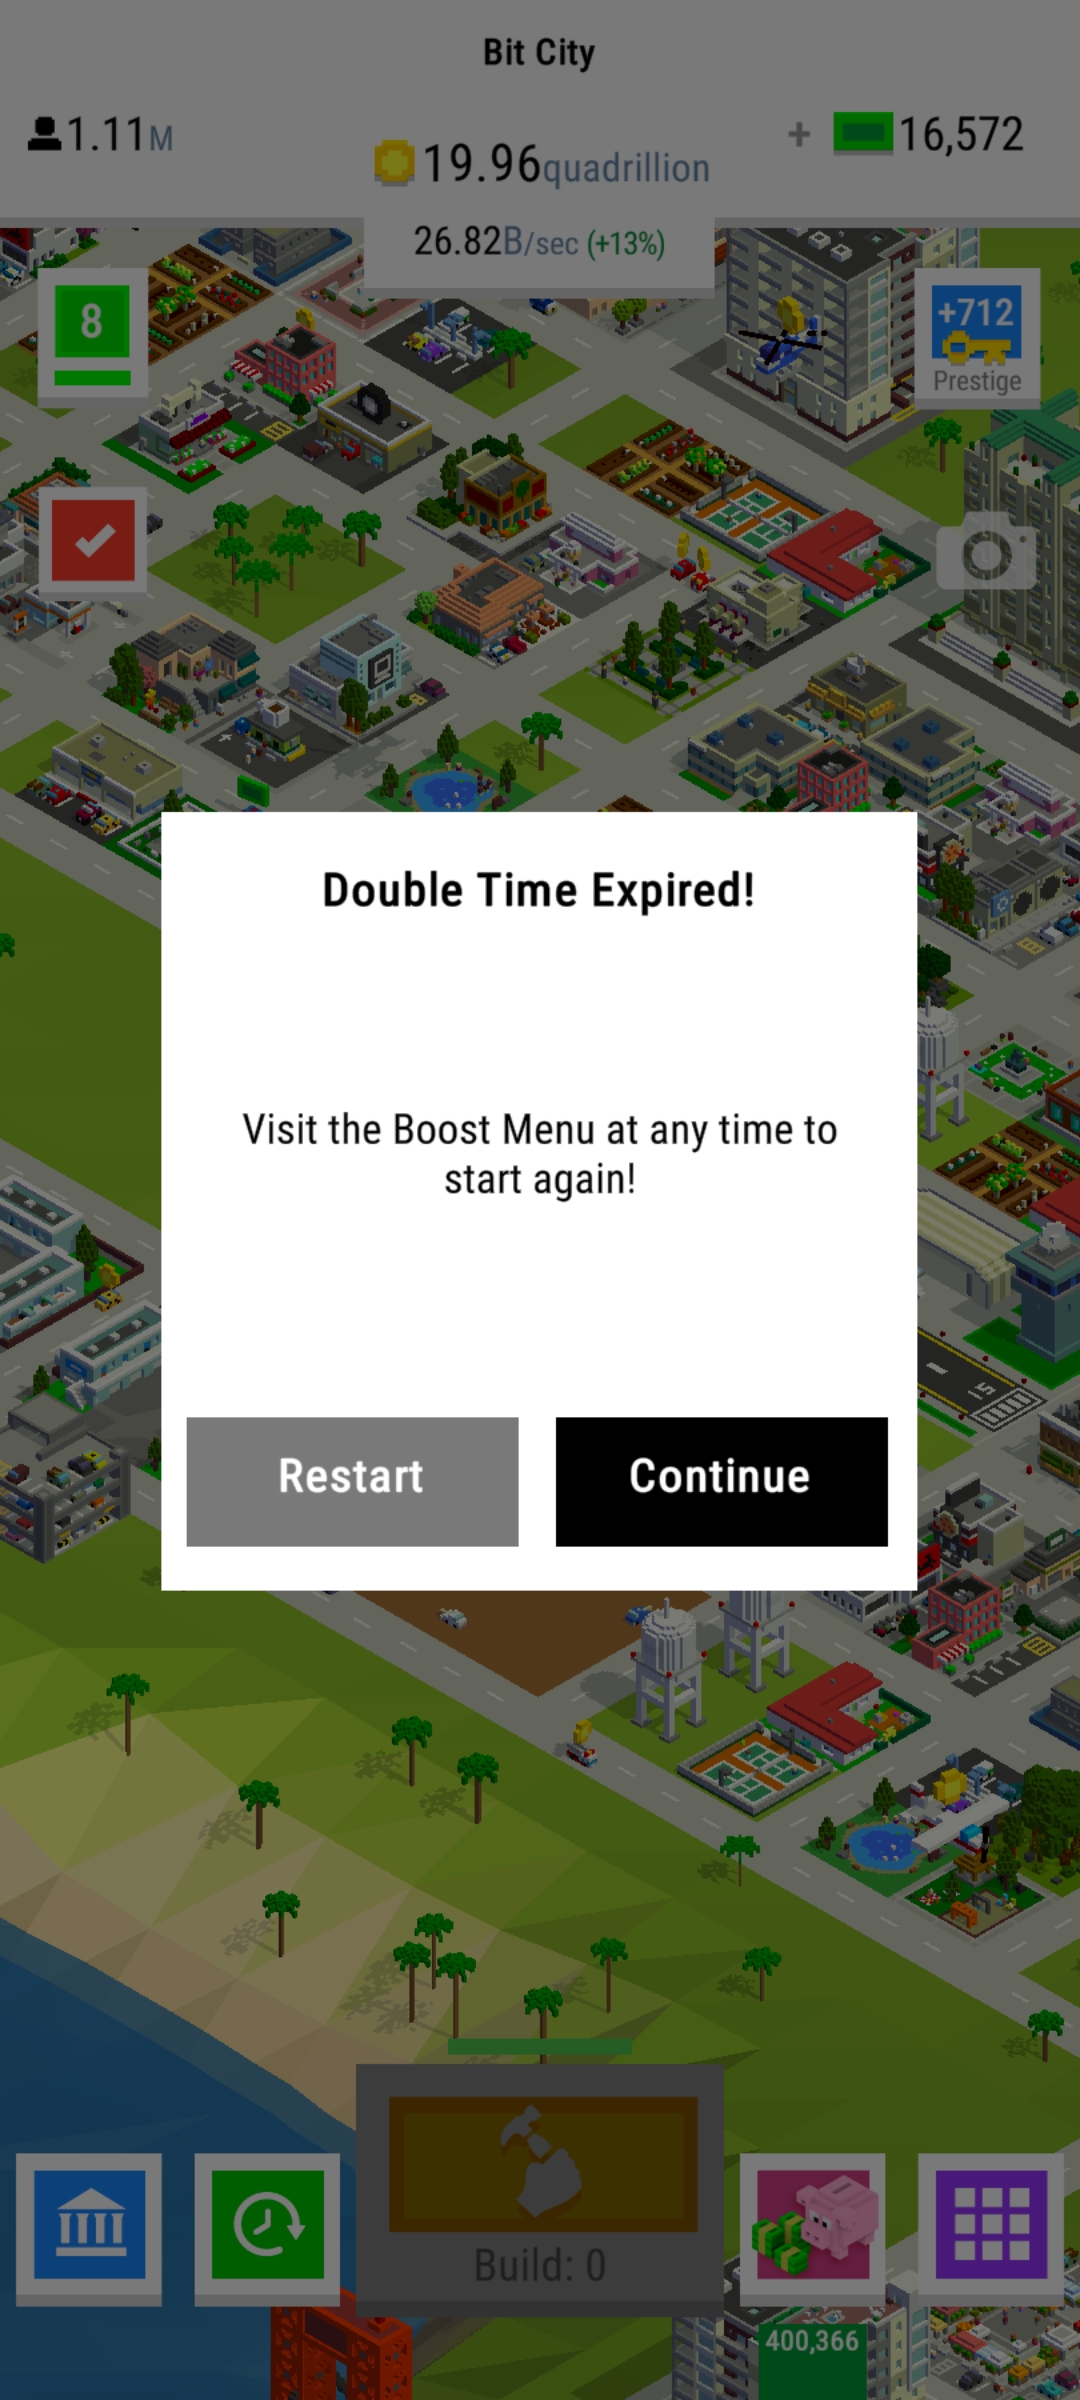 Bit City
1.11M
19.96quadrillion
+ 16,572
26.82B/sec (+13%)
8
+712
Prestige
Double Time Expired!
Visit the Boost Menu at any time to
start again!
Restart
Continue
15
Build: 0
400,366